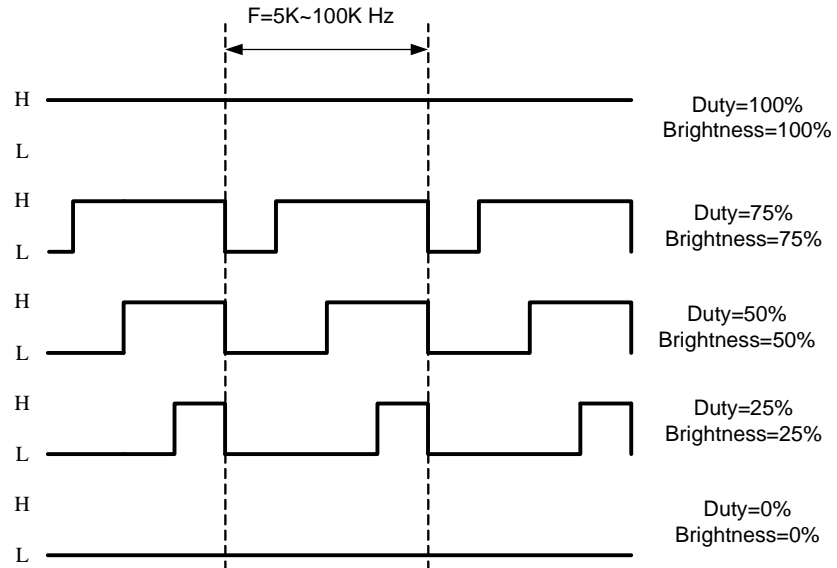 F=5K~100K Hz
H
L
Duty=100%
Brightness=100%
H
L
Duty=75%
Brightness=75%
H
L
Duty=50%
Brightness=50%
H
L
Duty=25%
Brightness=25%
H
L
Duty=0%
Brightness=0%